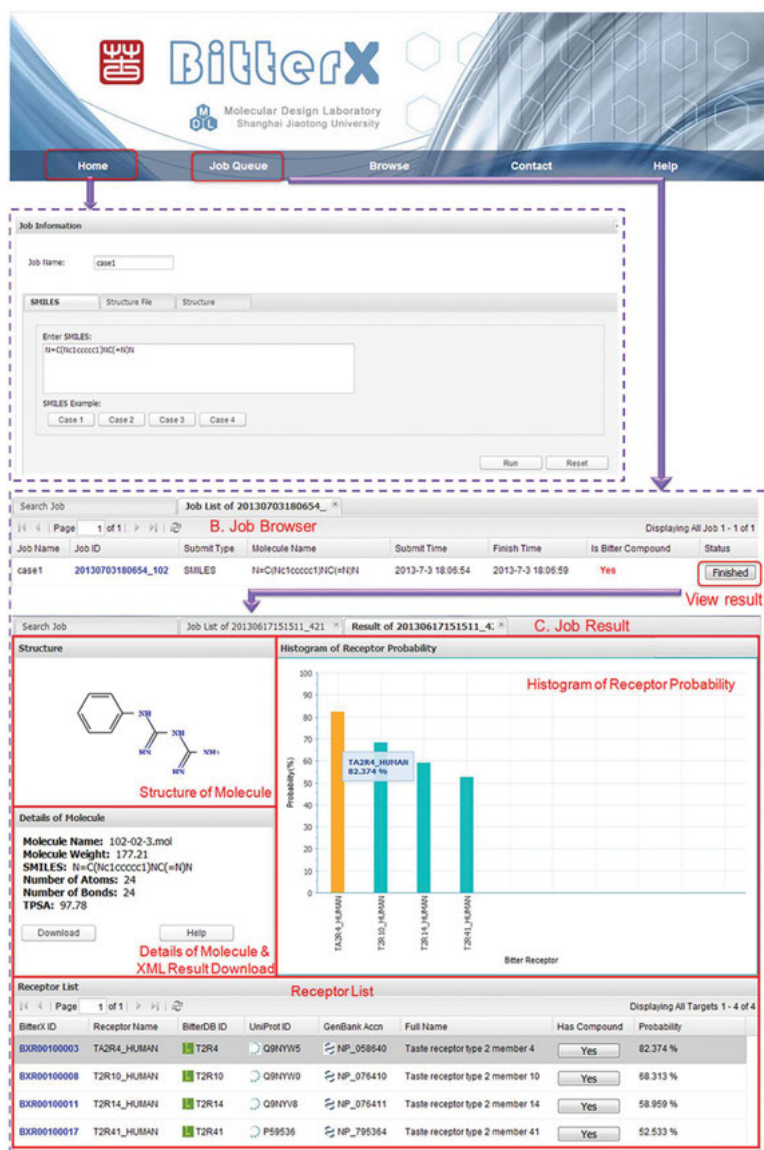 BitterX
MDL
Molecular Design Laboratory
Shanghai Jiaotong University
Home Job Queue Browse Contact Help
Job Information
Job Name: case1
SMILES Structure File Structure
Enter SMILES:
N=C(Nc1ccccc1)NC(=N)N
SMILES Example:
Case 1 Case 2 Case 3 Case 4
Run Reset
Search Job Job List of 20130703180654_
Page 1 of 1 B. Job Browser Displaying All Job 1 - 1 of 1
Job Name Job ID Submit Type Molecule Name Submit Time Finish Time Is Bitter Compound Status
case1 20130703180654_102 SMILES N=C(Nc1ccccc1)NC(=N)N 2013-7-3 18:06:54 2013-7-3 18:06:59 Yes Finished
View result
Search Job Job List of 20130617151511_421 Result of 20130617151511_4: C. Job Result
Structure
NH
NH
HN
HN
NH2
Structure of Molecule
Details of Molecule
Molecule Name: 102-02-3.mol
Molecule Weight: 177.21
SMILES: N=C(Nc1ccccc1)NC(=N)N
Number of Atoms: 24
Number of Bonds: 24
TPSA: 97.78
Download Help
Details of Molecule &
XML Result Download
Histogram of Receptor Probability
Histogram of Receptor Probability
Probability(%)
100
90
80
70
60
50
40
30
20
10
0
TA2R4_HUMAN
82.374 %
TA2R4_HUMAN
T2R10_HUMAN
T2R14_HUMAN
T2R41_HUMAN
Bitter Receptor
Receptor List
Receptor List
Page 1 of 1 Displaying All Targets 1 - 4 of 4
BitterX ID Receptor Name BitterDB ID UniProt ID GenBank Accn Full Name Has Compound Probability
BXR00100003 TA2R4_HUMAN T2R4 Q9NYW5 NP_058640 Taste receptor type 2 member 4 Yes 82.374 %
BXR00100008 T2R10_HUMAN T2R10 Q9NYW0 NP_076410 Taste receptor type 2 member 10 Yes 68.313 %
BXR00100011 T2R14_HUMAN T2R14 Q9NYV8 NP_076411 Taste receptor type 2 member 14 Yes 58.959 %
BXR00100017 T2R41_HUMAN T2R41 P59536 NP_795364 Taste receptor type 2 member 41 Yes 52.533 %